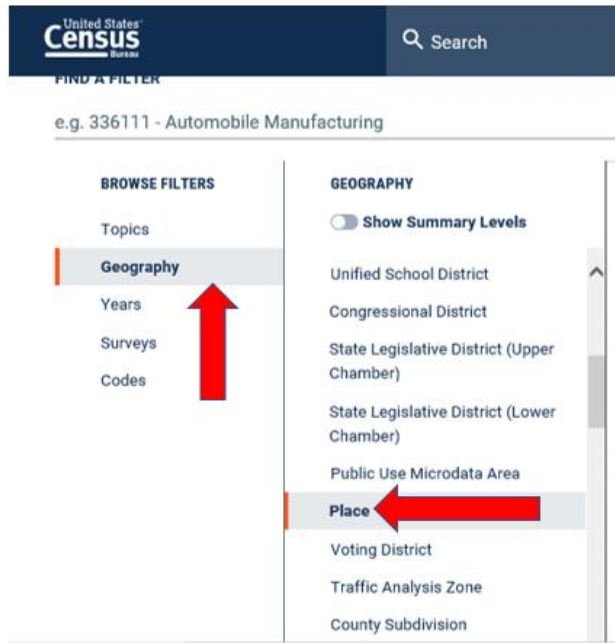 United States
Census
Bureau
Search
FIND A FILTER
e.g. 336111 - Automobile Manufacturing
BROWSE FILTERS
Topics
Geography
Years
Surveys
Codes
GEOGRAPHY
Show Summary Levels
Unified School District
Congressional District
State Legislative District (Upper
Chamber)
State Legislative District (Lower
Chamber)
Public Use Microdata Area
Place
Voting District
Traffic Analysis Zone
County Subdivision